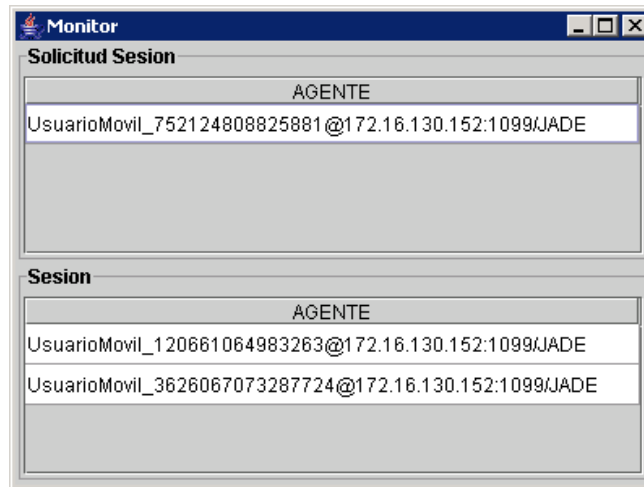 Monitor
Solicitud Sesion
AGENTE
UsuarioMovil_752124808825881@172.16.130.152:1099/JADE
Sesion
AGENTE
UsuarioMovil_120661064983263@172.16.130.152:1099/JADE
UsuarioMovil_3626067073287724@172.16.130.152:1099/JADE